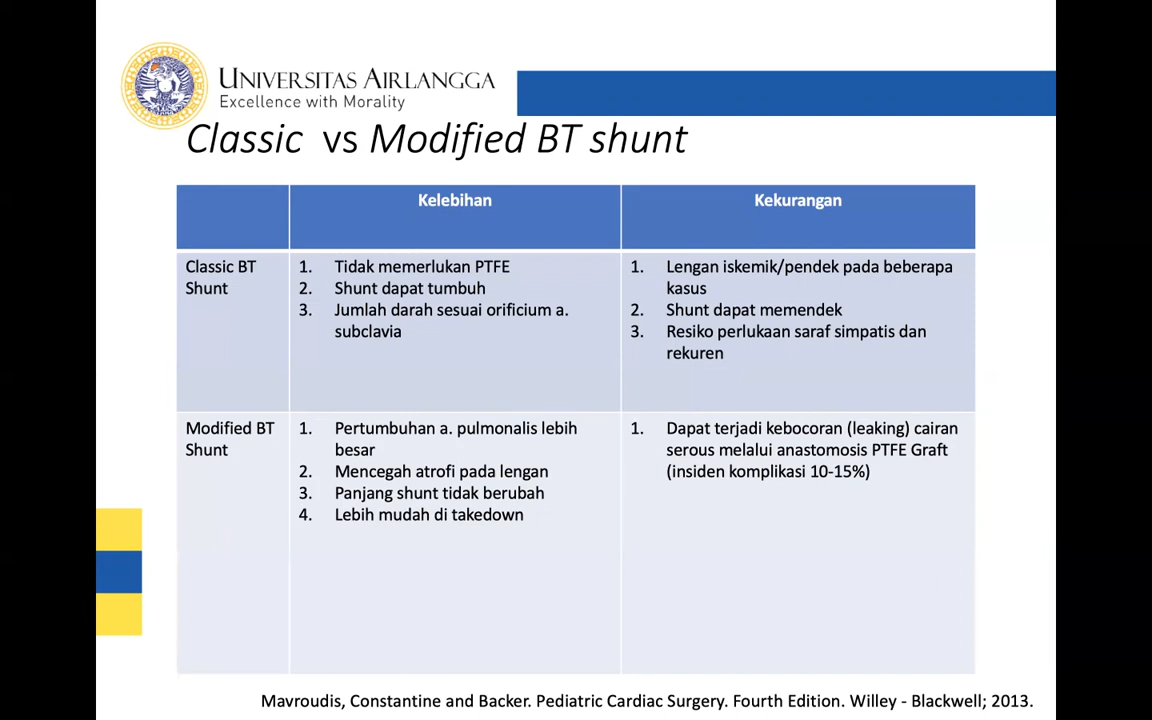 UNIVERSITAS AIRLANGGA
Excellence with Morality
Classic vs Modified BT shunt
Kelebihan
Kekurangan
Classic BT
Shunt
1. Tidak memerlukan PTFE
2. Shunt dapat tumbuh
3. Jumlah darah sesuai orificium a.
subclavia
1. Lengan iskemik/pendek pada beberapa
kasus
2. Shunt dapat memendek
3. Resiko perlukaan saraf simpatis dan
rekuren
Modified BT
Shunt
1. Pertumbuhan a. pulmonalis lebih
besar
2. Mencegah atrofi pada lengan
3. Panjang shunt tidak berubah
4. Lebih mudah di takedown
1. Dapat terjadi kebocoran (leaking) cairan
serous melalui anastomosis PTFE Graft
(insiden komplikasi 10-15%)
Mavroudis, Constantine and Backer. Pediatric Cardiac Surgery. Fourth Edition. Willey - Blackwell; 2013.